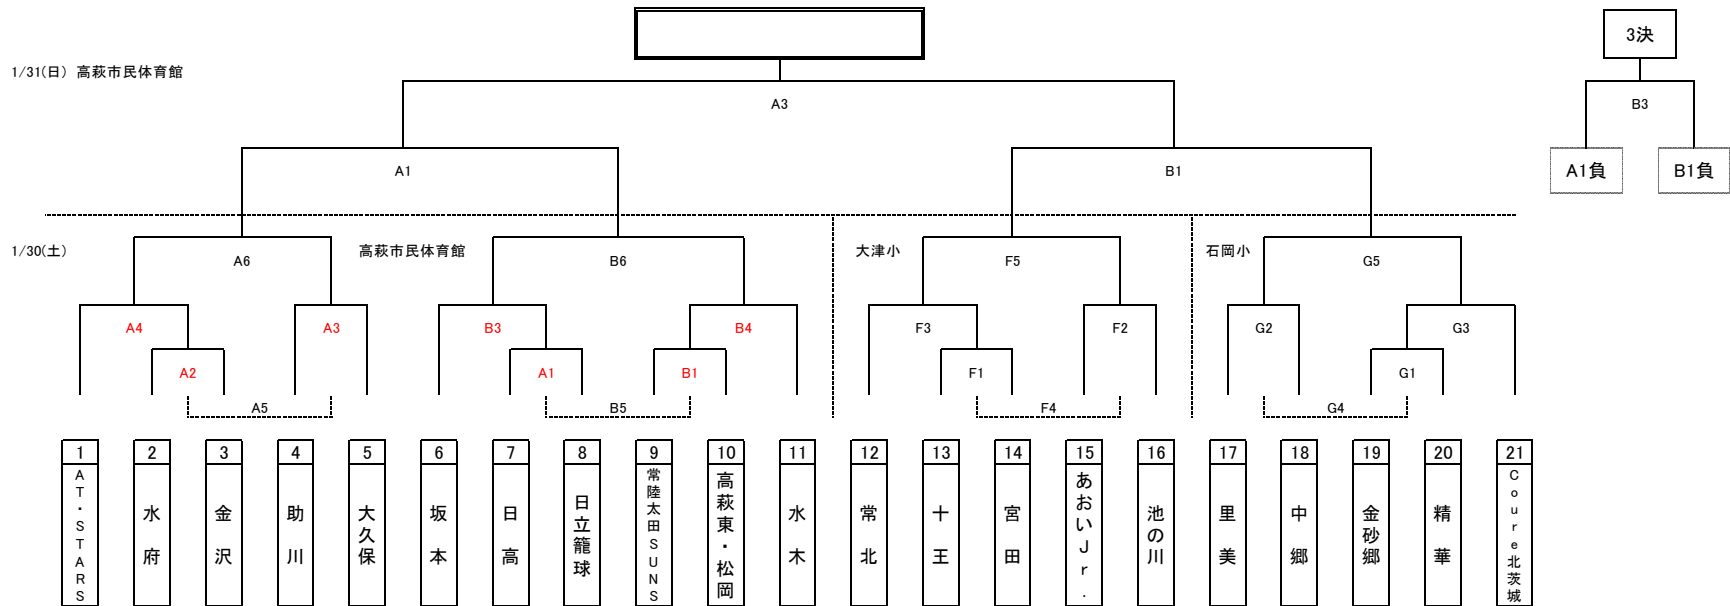 3決
1/31(日) 高萩市民体育館
A3
B3
A1
B1
A1負
B1負
1/30(土)
高萩市民体育館
大津小
石岡小
A6
B6
F5
G5
A4
A3
B3
B4
F3
F2
G2
G3
A2
A1
B1
F1
G1
A5
B5
F4
G4
1
2
3
4
5
6
7
8
9
10
11
12
13
14
15
16
17
18
19
20
21
AT・STARS
水府
金沢
助川
大久保
坂本
日高
日立籠球
常陸太田SUNS
高萩東・松岡
水木
常北
十王
宮田
あおいJr.
池の川
里美
中郷
金砂郷
精華
Coure北茨城